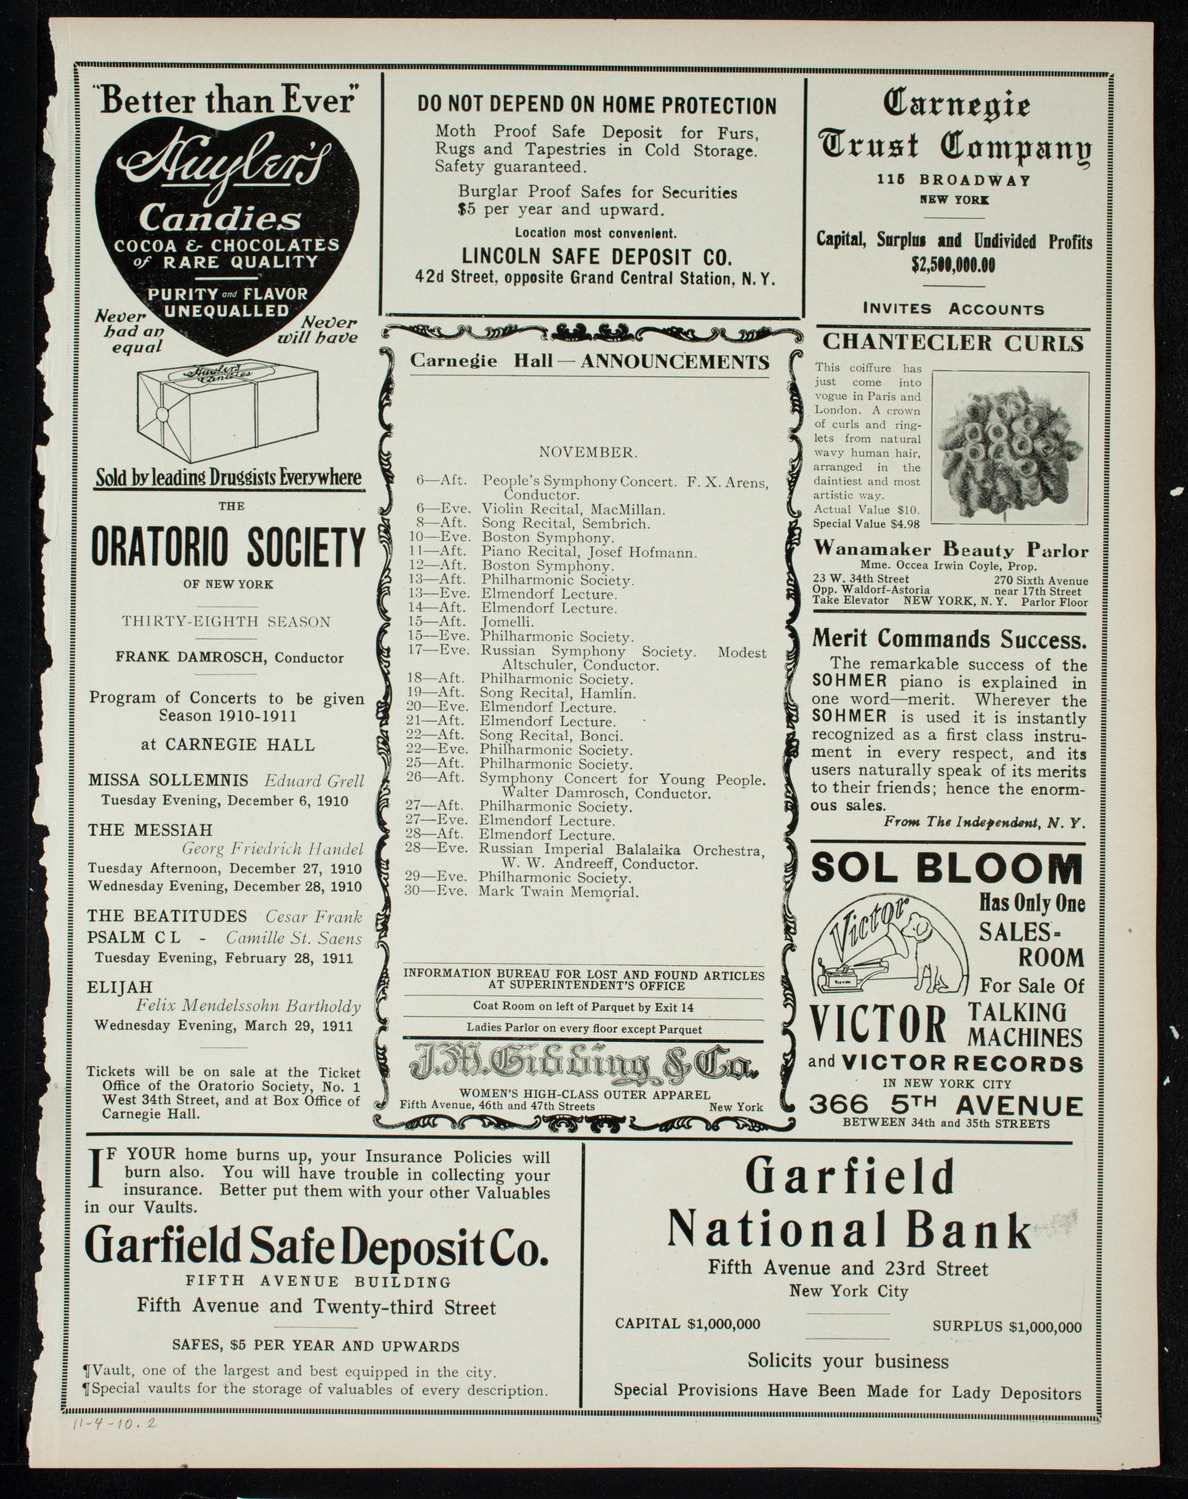 "Better than Ever"
Huyler's
Candies
COCOA & CHOCOLATES
of RARE QUALITY
PURITY and FLAVOR
UNEQUALLED
Never
had an
equal
Never
will have
Huyler's
Candies
Sold by leading Druggists Everywhere
THE
ORATORIO SOCIETY
OF NEW YORK
THIRTY-EIGHTH SEASON
FRANK DAMROSCH, Conductor
Program of Concerts to be given
Season 1910-1911
at CARNEGIE HALL
MISSA SOLLEMNIS Eduard Grell
Tuesday Evening, December 6, 1910
THE MESSIAH
Georg Friedrich Handel
Tuesday Afternoon, December 27, 1910
Wednesday Evening, December 28, 1910
THE BEATITUDES Cesar Frank
PSALM C L - Camille St. Saens
Tuesday Evening, February 28, 1911
ELIJAH
Felix Mendelssohn Bartholdy
Wednesday Evening, March 29, 1911
Tickets will be on sale at the Ticket
Office of the Oratorio Society, No. 1
West 34th Street, and at Box Office of
Carnegie Hall.
DO NOT DEPEND ON HOME PROTECTION
Moth Proof Safe Deposit for Furs,
Rugs and Tapestries in Cold Storage.
Safety guaranteed.
Burglar Proof Safes for Securities
$5 per year and upward.
Location most convenient.
LINCOLN SAFE DEPOSIT CO.
42d Street, opposite Grand Central Station, N. Y.
Carnegie Hall — ANNOUNCEMENTS
NOVEMBER.
6—Aft. People's Symphony Concert. F. X. Arens,
Conductor.
6—Eve. Violin Recital, MacMillan.
8—Aft. Song Recital, Sembrich.
10—Eve. Boston Symphony.
11—Aft. Piano Recital, Josef Hofmann.
12—Aft. Boston Symphony.
13—Aft. Philharmonic Society.
13—Eve. Elmendorf Lecture.
14—Aft. Elmendorf Lecture.
15—Aft. Jomelli.
15—Eve. Philharmonic Society.
17—Eve. Russian Symphony Society. Modest
Altschuler, Conductor.
18—Aft. Philharmonic Society.
19—Aft. Song Recital, Hamlin.
20—Eve. Elmendorf Lecture.
21—Aft. Elmendorf Lecture.
22—Aft. Song Recital, Bonci.
22—Eve. Philharmonic Society.
25—Aft. Philharmonic Society.
26—Aft. Symphony Concert for Young People.
Walter Damrosch, Conductor.
27—Aft. Philharmonic Society.
27—Eve. Elmendorf Lecture.
28—Aft. Elmendorf Lecture.
28—Eve. Russian Imperial Balalaika Orchestra,
W. W. Andreeff, Conductor.
29—Eve. Philharmonic Society.
30—Eve. Mark Twain Memorial.
INFORMATION BUREAU FOR LOST AND FOUND ARTICLES
AT SUPERINTENDENT'S OFFICE
Coat Room on left of Parquet by Exit 14
Ladies Parlor on every floor except Parquet
J. M. Gidding & Co.
WOMEN'S HIGH-CLASS OUTER APPAREL
Fifth Avenue, 46th and 47th Streets New York
Carnegie
Trust Company
115 BROADWAY
NEW YORK
Capital, Surplus and Undivided Profits
$2,500,000.00
INVITES ACCOUNTS
CHANTECLER CURLS
This coiffure has
just come into
vogue in Paris and
London. A crown
of curls and ring-
lets from natural
wavy human hair,
arranged in the
daintiest and most
artistic way.
Actual Value $10.
Special Value $4.98
Wanamaker Beauty Parlor
Mme. Occea Irwin Coyle, Prop.
23 W. 34th Street 270 Sixth Avenue
Opp. Waldorf-Astoria near 17th Street
Take Elevator NEW YORK, N. Y. Parlor Floor
Merit Commands Success.
The remarkable success of the
SOHMER piano is explained in
one word—merit. Wherever the
SOHMER is used it is instantly
recognized as a first class instru-
ment in every respect, and its
users naturally speak of its merits
to their friends; hence the enorm-
ous sales.
From The Independent, N. Y.
SOL BLOOM
Victor
Has Only One
SALES-
ROOM
For Sale Of
VICTOR TALKING
MACHINES
and VICTOR RECORDS
IN NEW YORK CITY
366 5TH AVENUE
BETWEEN 34th and 35th STREETS
IF YOUR home burns up, your Insurance Policies will
burn also. You will have trouble in collecting your
insurance. Better put them with your other Valuables
in our Vaults.
Garfield Safe Deposit Co.
FIFTH AVENUE BUILDING
Fifth Avenue and Twenty-third Street
SAFES, $5 PER YEAR AND UPWARDS
¶Vault, one of the largest and best equipped in the city.
¶Special vaults for the storage of valuables of every description.
Garfield
National Bank
Fifth Avenue and 23rd Street
New York City
CAPITAL $1,000,000 SURPLUS $1,000,000
Solicits your business
Special Provisions Have Been Made for Lady Depositors
11-4-10. 2